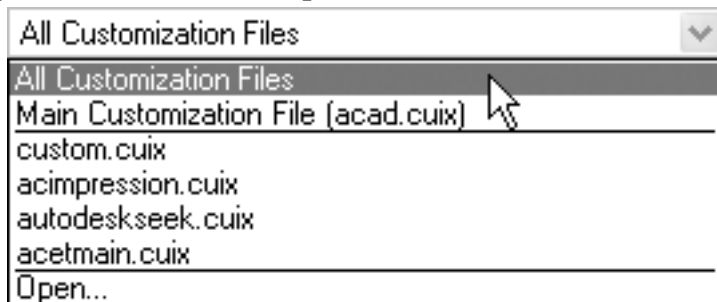 All Customization Files
All Customization Files
Main Customization File (acad.cuix)
custom.cuix
acimpression.cuix
autodeskseek.cuix
acetmain.cuix
Open...